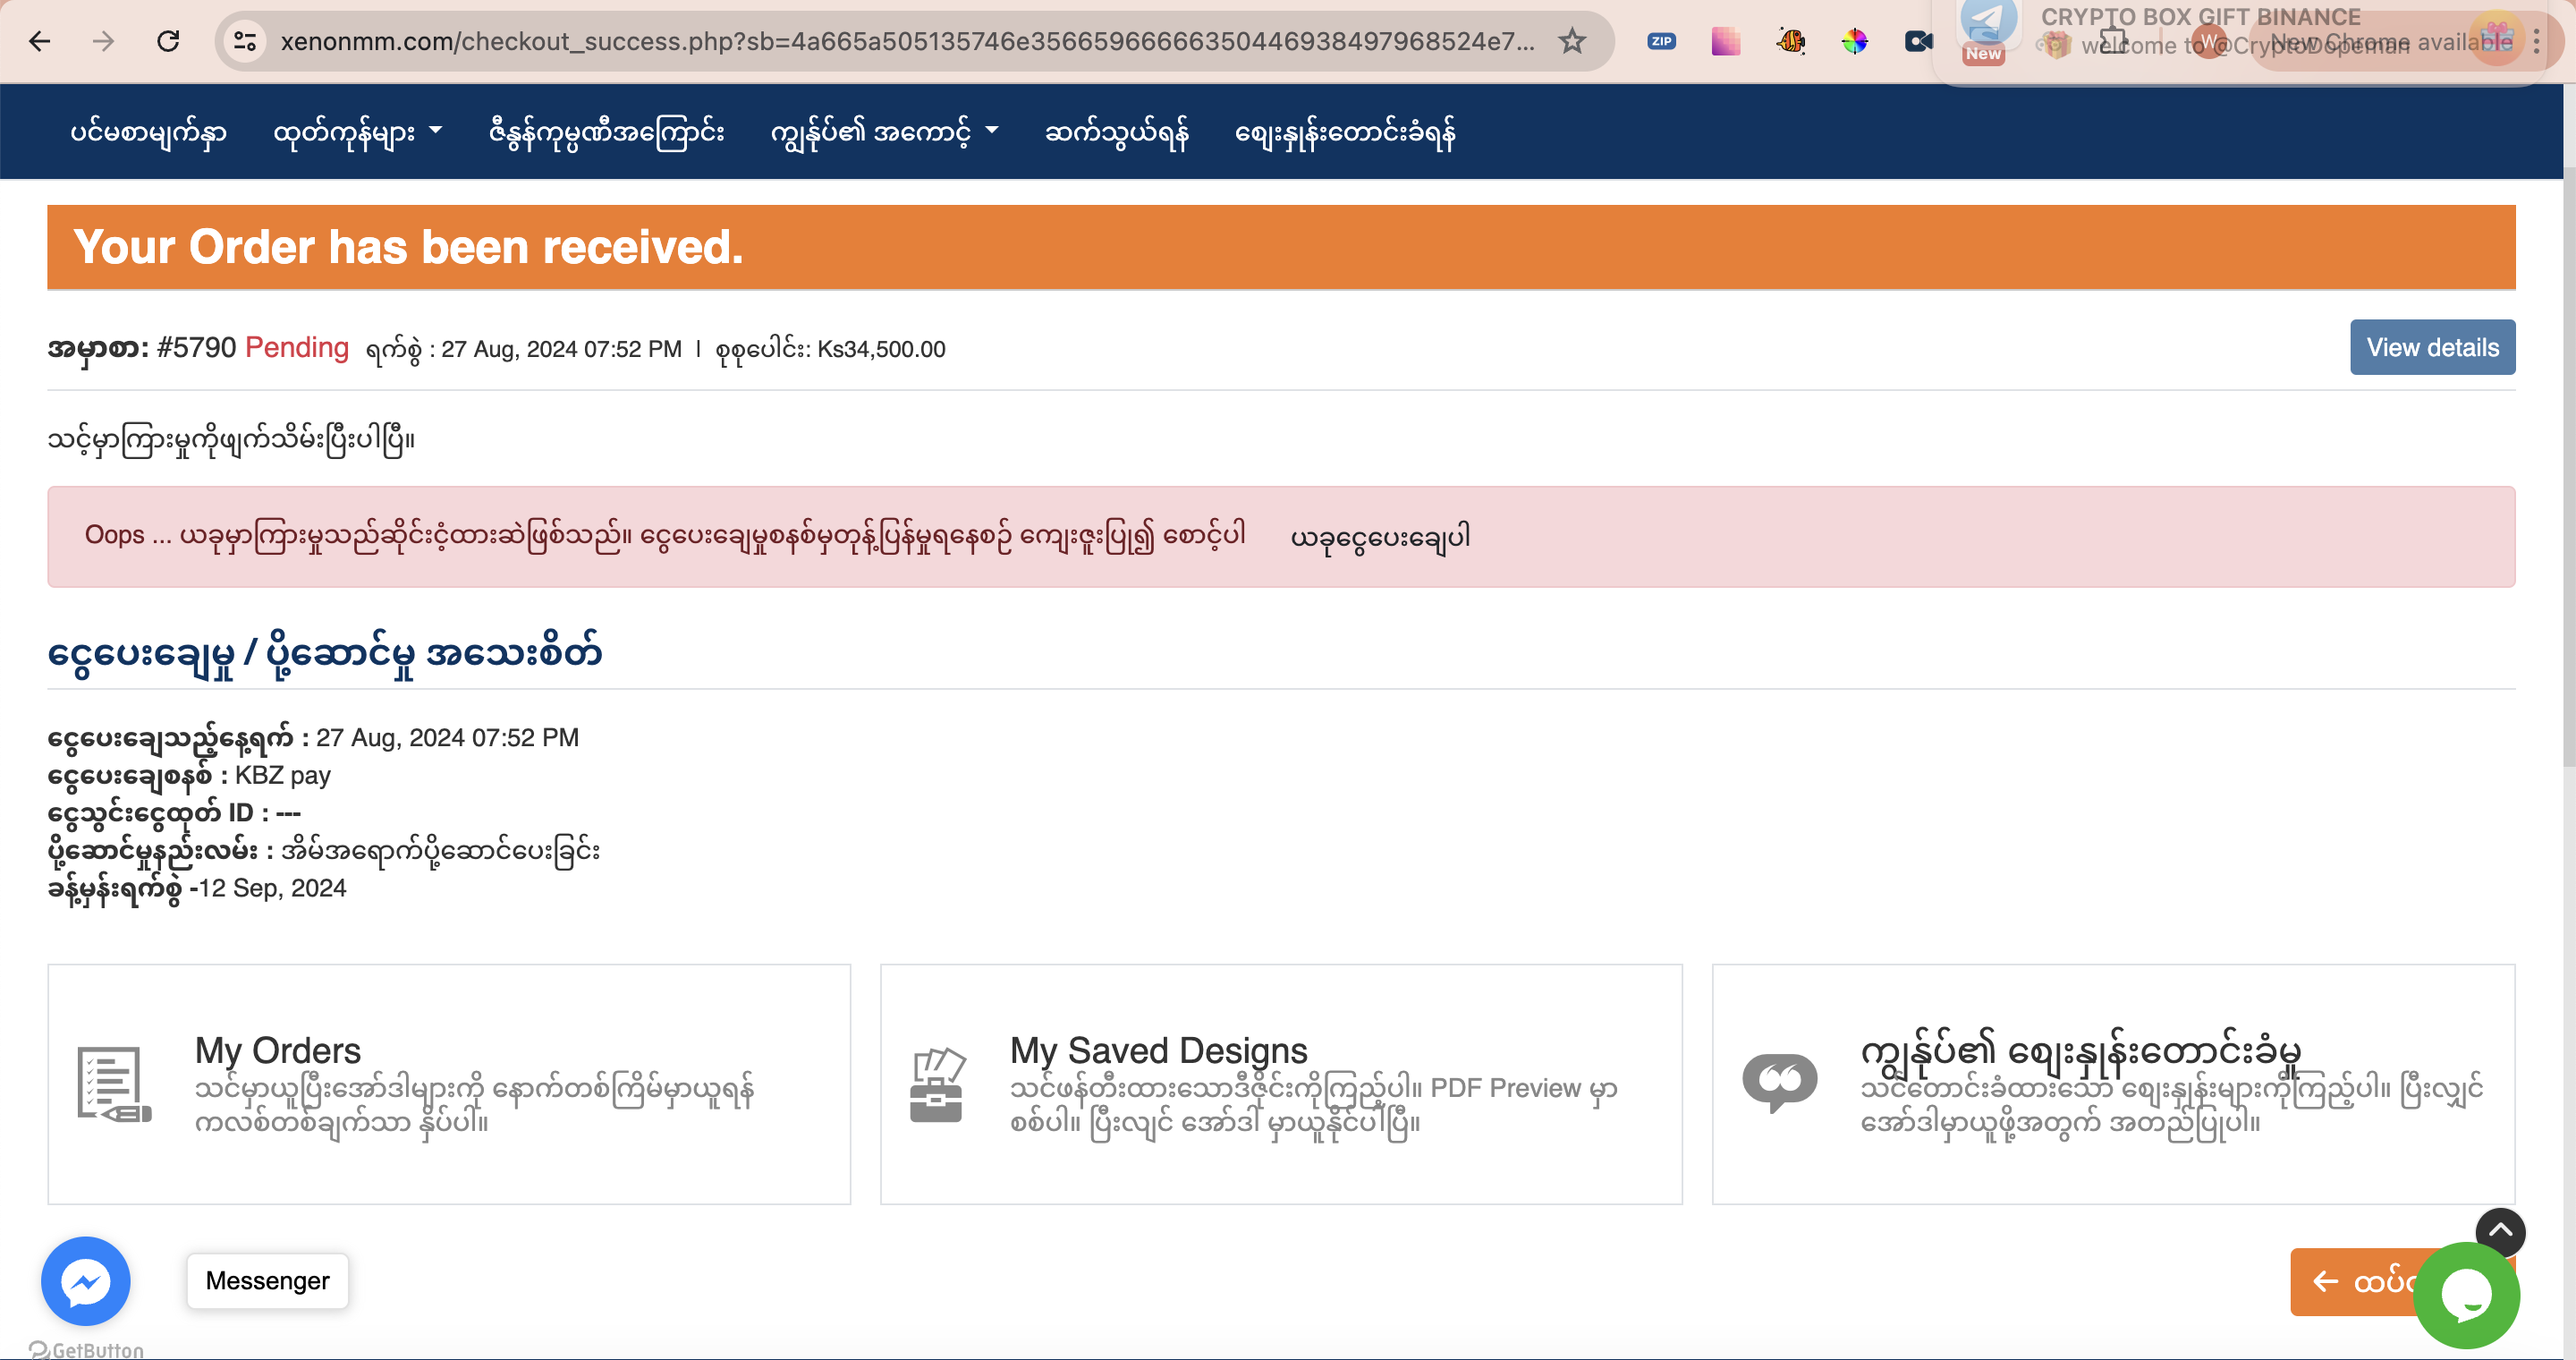 xenonmm.com/checkout_success.php?sb=4a665a505135746e35665966666350446938497968524e7...
ZIP
New
CRYPTO BOX GIFT BINANCE
welcome to @CryptoDopeman
W
New Chrome available
ပင်မစာမျက်နှာ ထုတ်ကုန်များ ဇီနွန်ကုမ္ပဏီအကြောင်း ကျွန်ုပ်၏ အကောင့် ဆက်သွယ်ရန် ဈေးနှုန်းတောင်းခံရန်
Your Order has been received.
အမှာစာ: #5790 Pending ရက်စွဲ : 27 Aug, 2024 07:52 PM | စုစုပေါင်း: Ks34,500.00
View details
သင့်မှာကြားမှုကိုဖျက်သိမ်းပြီးပါပြီ။
Oops ... ယခုမှာကြားမှုသည်ဆိုင်းငံ့ထားဆဲဖြစ်သည်။ ငွေပေးချေမှုစနစ်မှတုန့်ပြန်မှုရနေစဉ် ကျေးဇူးပြု၍ စောင့်ပါ ယခုငွေပေးချေပါ
ငွေပေးချေမှု / ပို့ဆောင်မှု အသေးစိတ်
ငွေပေးချေသည့်နေ့ရက် : 27 Aug, 2024 07:52 PM
ငွေပေးချေစနစ် : KBZ pay
ငွေသွင်းငွေထုတ် ID : ---
ပို့ဆောင်မှုနည်းလမ်း : အိမ်အရောက်ပို့ဆောင်ပေးခြင်း
ခန့်မှန်းရက်စွဲ -12 Sep, 2024
My Orders
သင်မှာယူပြီးအော်ဒါများကို နောက်တစ်ကြိမ်မှာယူရန်
ကလစ်တစ်ချက်သာ နှိပ်ပါ။
My Saved Designs
သင်ဖန်တီးထားသောဒီဇိုင်းကိုကြည့်ပါ။ PDF Preview မှာ
စစ်ပါ။ ပြီးလျင် အော်ဒါ မှာယူနိုင်ပါပြီ။
ကျွန်ုပ်၏ ဈေးနှုန်းတောင်းခံမှု
သင်တောင်းခံထားသော ဈေးနှုန်းများကိုကြည့်ပါ။ ပြီးလျှင်
အော်ဒါမှာယူဖို့အတွက် အတည်ပြုပါ။
Messenger
GetButton